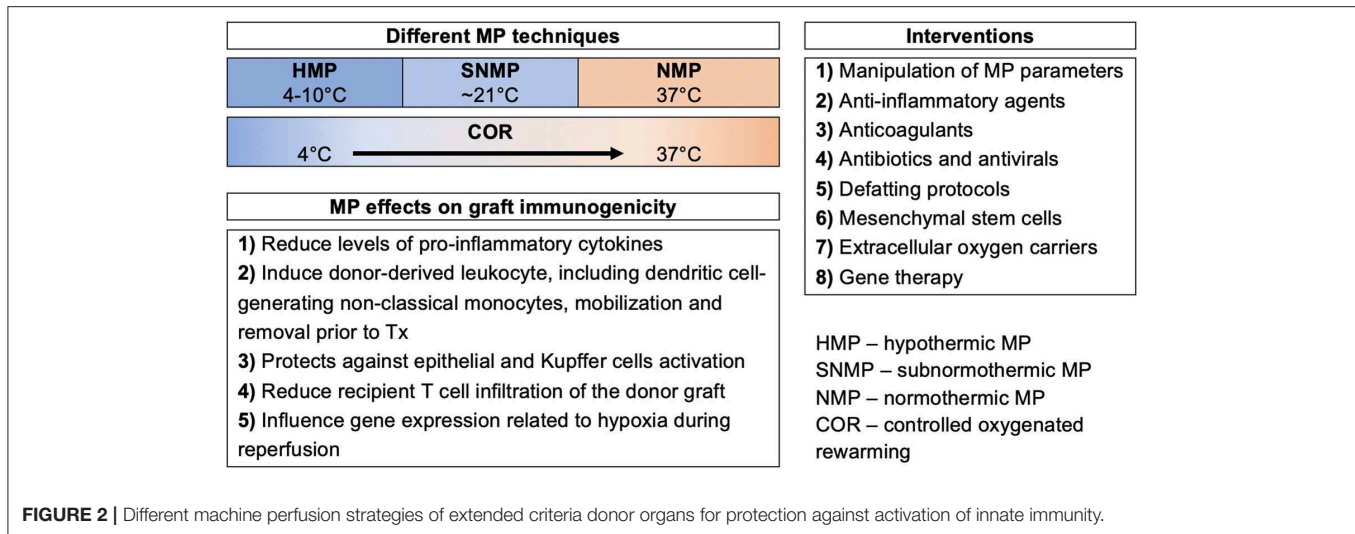 Different MP techniques
HMP
4-10°C
SNMP
~21°C
NMP
37°C
COR
4°C
37°C
MP effects on graft immunogenicity
1) Reduce levels of pro-inflammatory cytokines
2) Induce donor-derived leukocyte, including dendritic cell-
generating non-classical monocytes, mobilization and
removal prior to Tx
3) Protects against epithelial and Kupffer cells activation
4) Reduce recipient T cell infiltration of the donor graft
5) Influence gene expression related to hypoxia during
reperfusion
Interventions
1) Manipulation of MP parameters
2) Anti-inflammatory agents
3) Anticoagulants
4) Antibiotics and antivirals
5) Defatting protocols
6) Mesenchymal stem cells
7) Extracellular oxygen carriers
8) Gene therapy
HMP – hypothermic MP
SNMP – subnormothermic MP
NMP – normothermic MP
COR – controlled oxygenated
rewarming
FIGURE 2 | Different machine perfusion strategies of extended criteria donor organs for protection against activation of innate immunity.